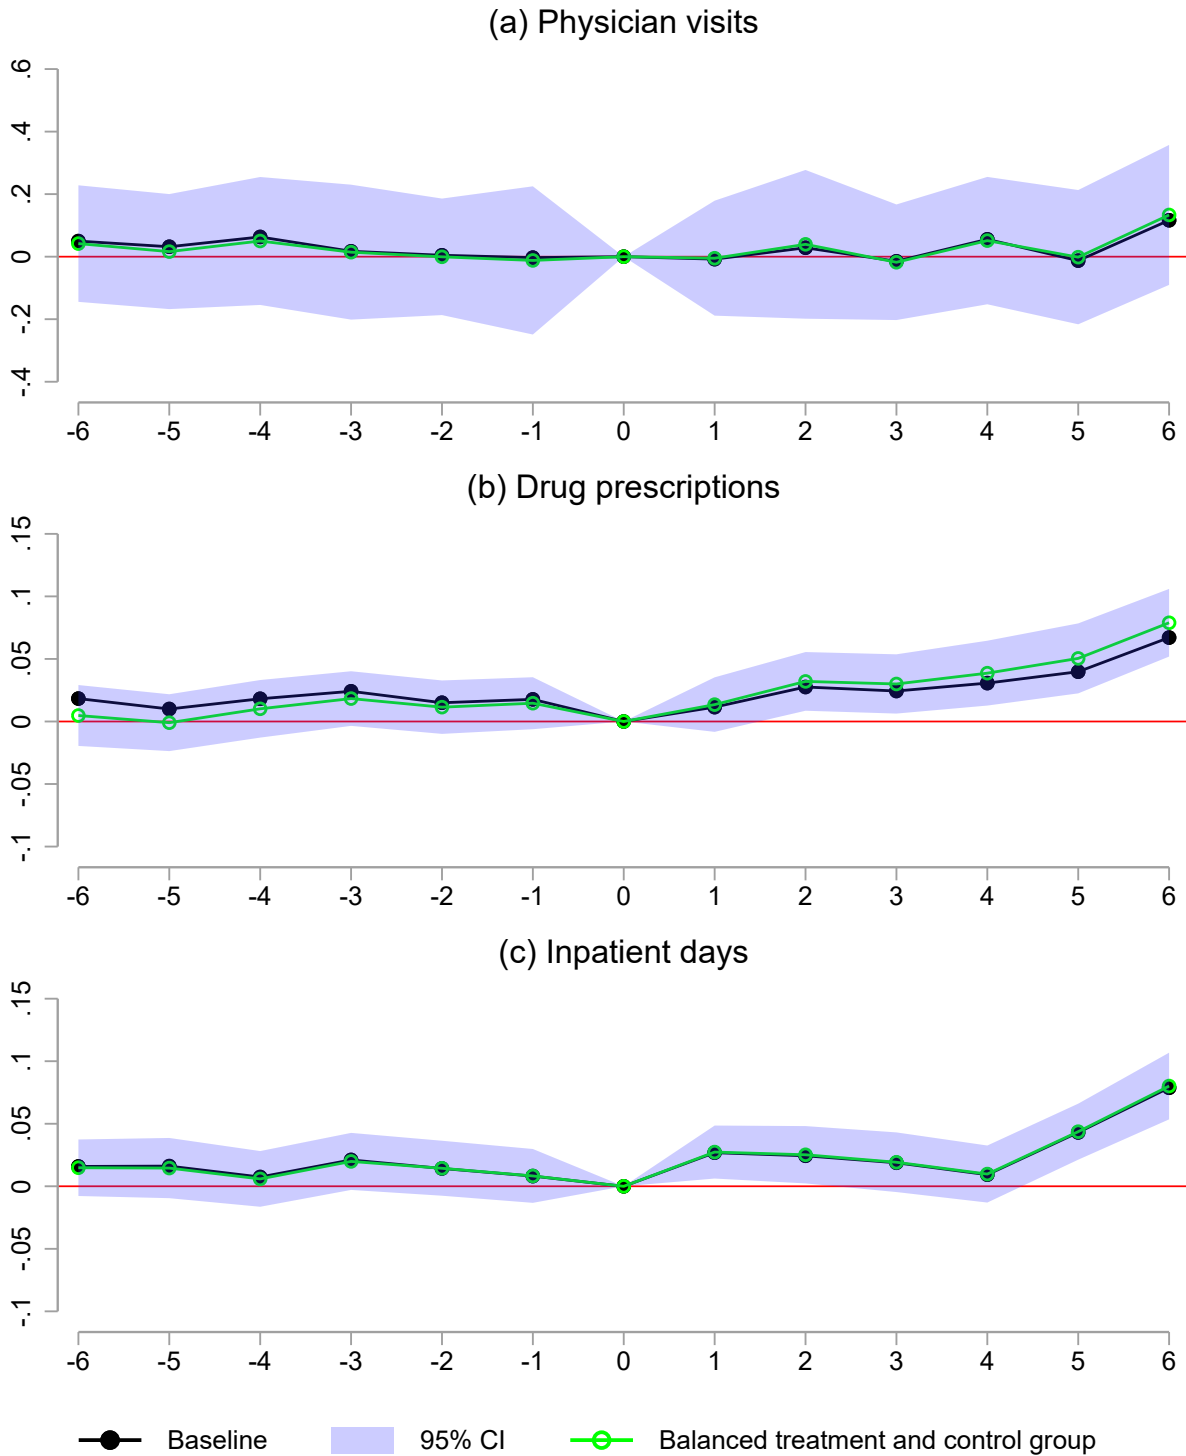 (a) Physician visits
.6
.4
.2
0
-.2
-.4
-6 -5 -4 -3 -2 -1 0 1 2 3 4 5 6
(b) Drug prescriptions
.15
.1
.05
0
-.05
-.1
-6 -5 -4 -3 -2 -1 0 1 2 3 4 5 6
(c) Inpatient days
.15
.1
.05
0
-.05
-.1
-6 -5 -4 -3 -2 -1 0 1 2 3 4 5 6
Baseline 95% CI Balanced treatment and control group